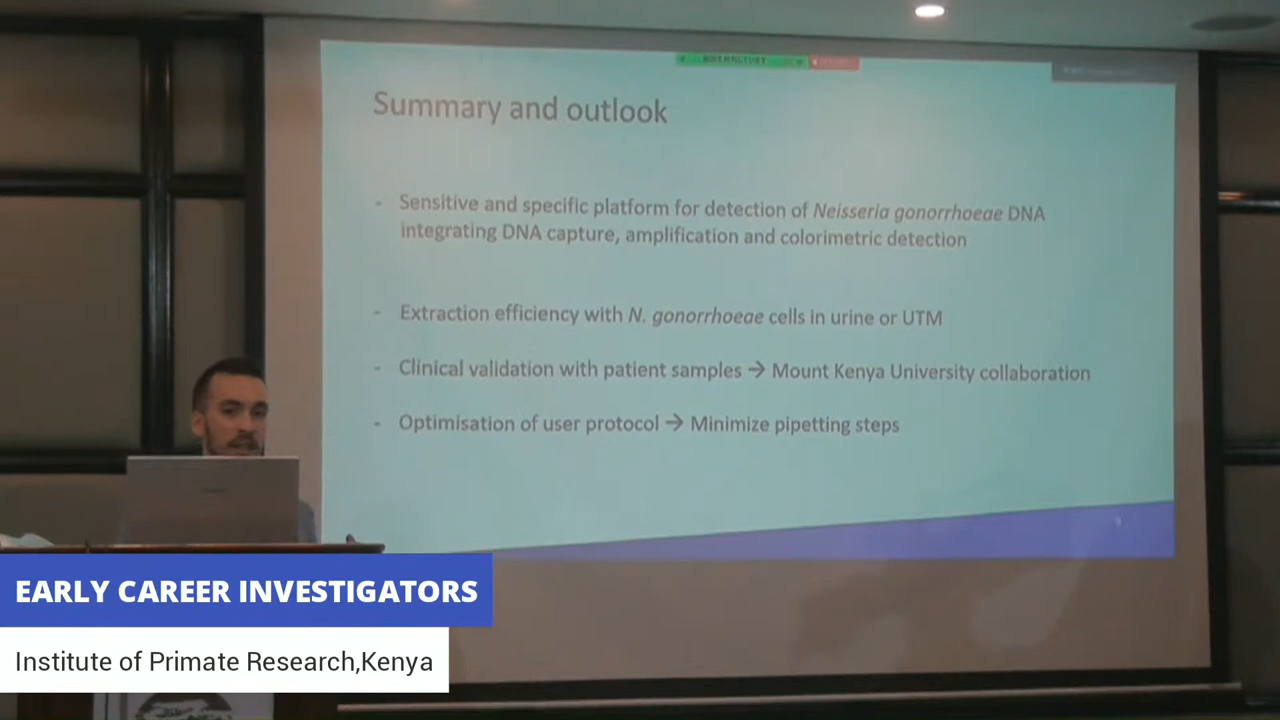 Summary and outlook
- Sensitive and specific platform for detection of Neisseria gonorrhoeae DNA
integrating DNA capture, amplification and colorimetric detection
- Extraction efficiency with N. gonorrhoeae cells in urine or UTM
- Clinical validation with patient samples → Mount Kenya University collaboration
- Optimisation of user protocol → Minimize pipetting steps
EARLY CAREER INVESTIGATORS
Institute of Primate Research,Kenya